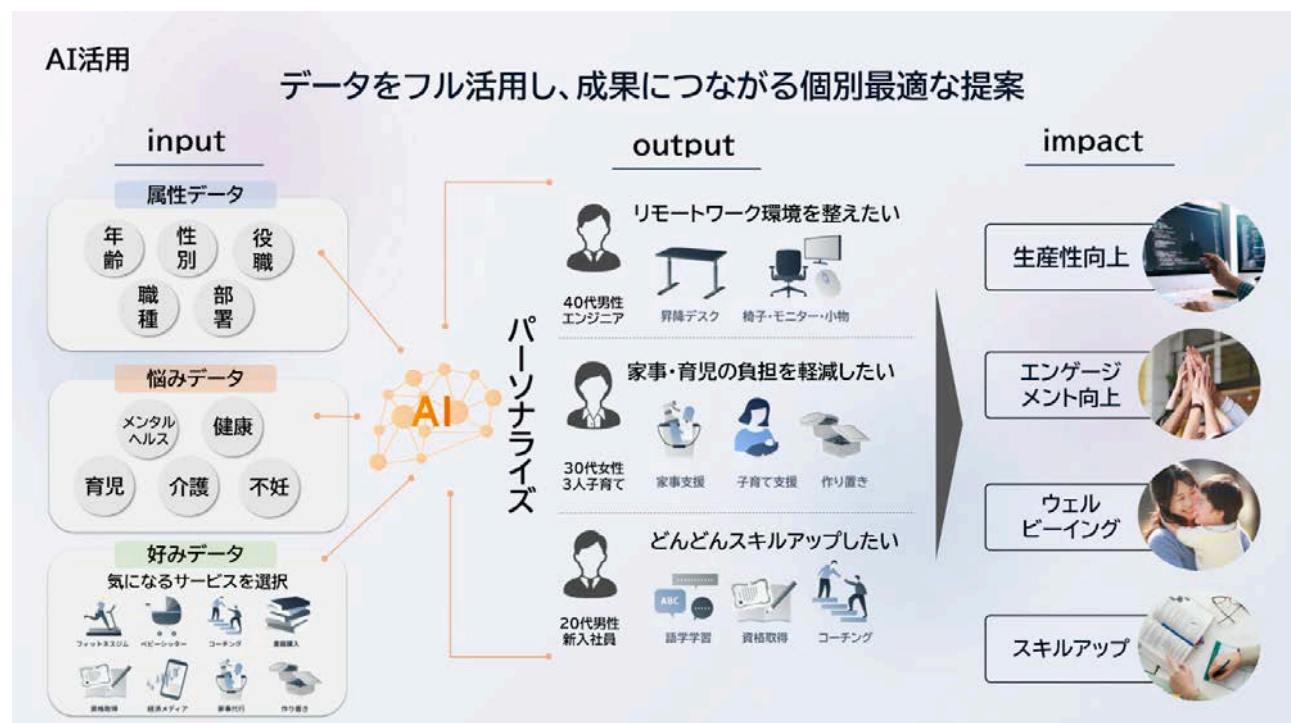 AI活用
データをフル活用し、成果につながる個別最適な提案
input
属性データ
年齢
性別
役職
職種
部署
悩みデータ
メンタルヘルス
健康
育児
介護
不妊
好みデータ
気になるサービスを選択
フィットネスジム
ベビーシッター
コーチング
書籍購入
資格取得
経済メディア
家事代行
作り置き
AI
パーソナライズ
output
リモートワーク環境を整えたい
40代男性
エンジニア
昇降デスク
椅子・モニター・小物
家事・育児の負担を軽減したい
30代女性
3人子育て
家事支援
子育て支援
作り置き
どんどんスキルアップしたい
20代男性
新入社員
ABC
語学学習
資格取得
コーチング
impact
生産性向上
エンゲージ
メント向上
ウェル
ビーイング
スキルアップ